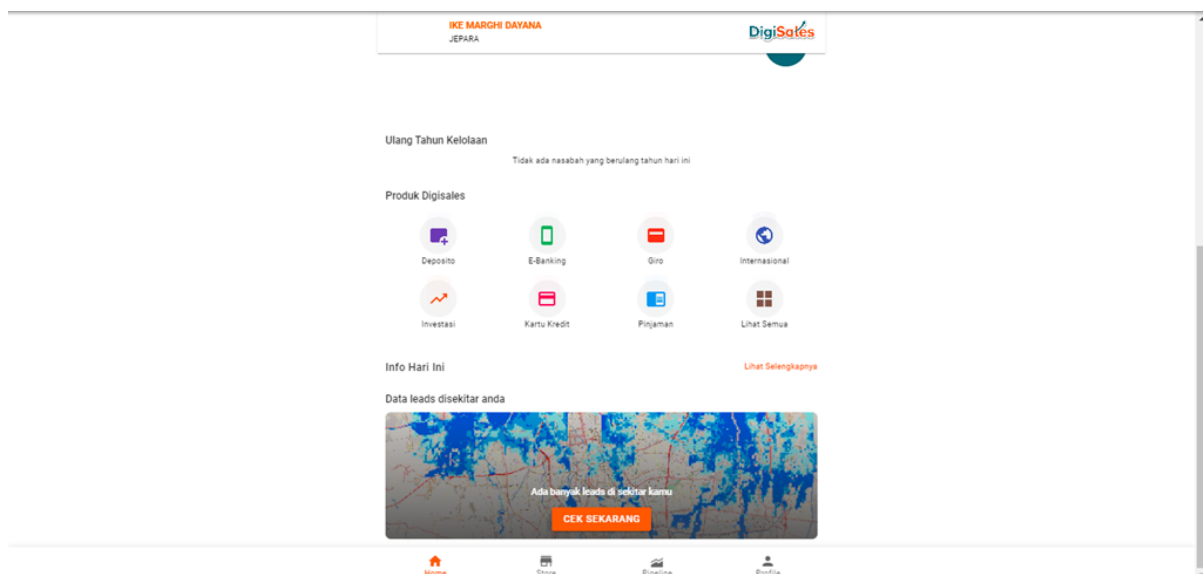 IKE MARGHI DAYANA
JEPARA
DigiSales
Ulang Tahun Kelolaan
Tidak ada nasabah yang berulang tahun hari ini
Produk Digisales
Deposito
E-Banking
Giro
Internasional
Investasi
Kartu Kredit
Pinjaman
Lihat Semua
Info Hari Ini
Lihat Selengkapnya
Data leads disekitar anda
Ada banyak leads di sekitar kamu
CEK SEKARANG
Home
Store
Pipeline
Profile